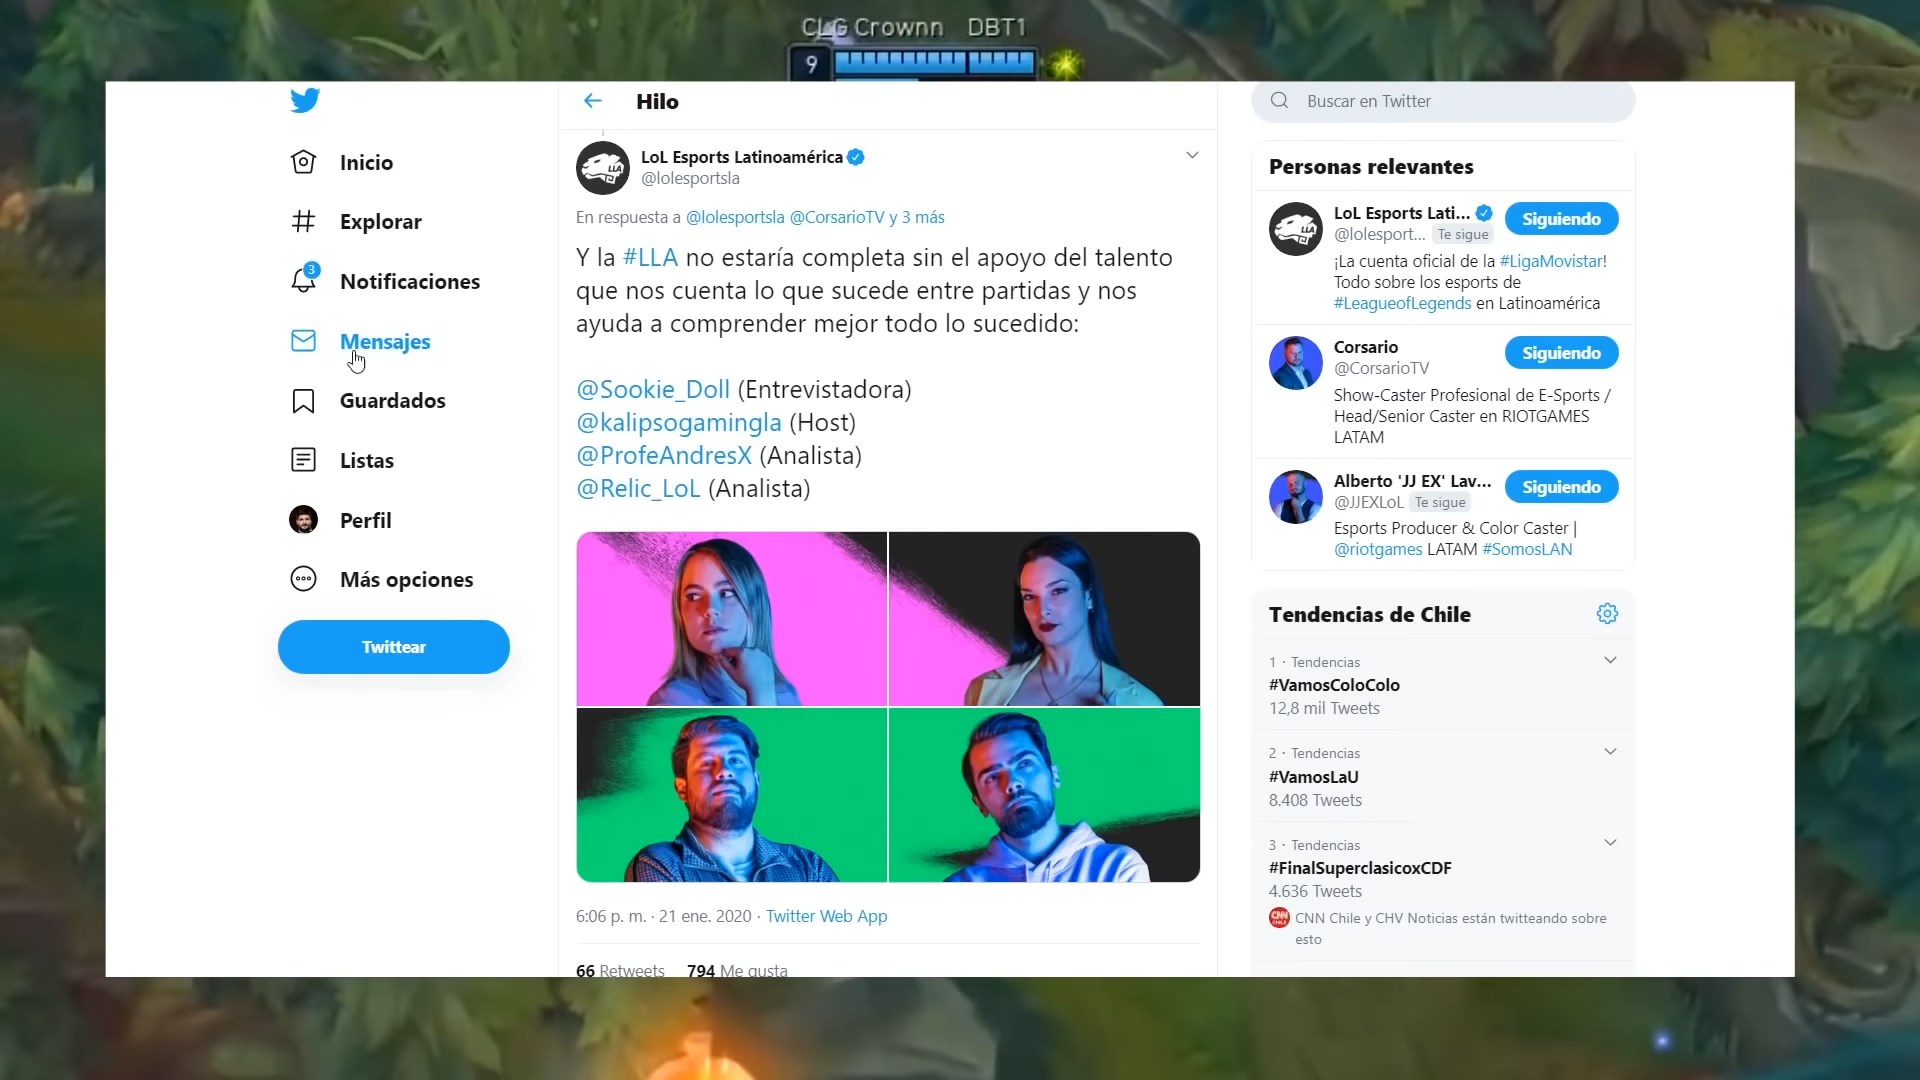 CLG Crownn DBT1
9
Inicio
Explorar
3
Notificaciones
Mensajes
Guardados
Listas
Perfil
Más opciones
Twittear
Hilo
LoL Esports Latinoamérica
@lolesportsla
En respuesta a @lolesportsla @CorsarioTV y 3 más
Y la #LLA no estaría completa sin el apoyo del talento
que nos cuenta lo que sucede entre partidas y nos
ayuda a comprender mejor todo lo sucedido:
@Sookie_Doll (Entrevistadora)
@kalipsogamingla (Host)
@ProfeAndresX (Analista)
@Relic_LoL (Analista)
6:06 p. m. · 21 ene. 2020 · Twitter Web App
66 Retweets 794 Me gusta
Buscar en Twitter
Personas relevantes
LLA
LoL Esports Lati...
Siguiendo
@lolesport... Te sigue
¡La cuenta oficial de la #LigaMovistar!
Todo sobre los esports de
#LeagueofLegends en Latinoamérica
Corsario
Siguiendo
@CorsarioTV
Show-Caster Profesional de E-Sports /
Head/Senior Caster en RIOTGAMES
LATAM
Alberto 'JJ EX' Lav...
Siguiendo
@JJEXLoL Te sigue
Esports Producer & Color Caster |
@riotgames LATAM #SomosLAN
Tendencias de Chile
1 · Tendencias
#VamosColoColo
12,8 mil Tweets
2 · Tendencias
#VamosLaU
8.408 Tweets
3 · Tendencias
#FinalSuperclasicoxCDF
4.636 Tweets
CNN Chile y CHV Noticias están twitteando sobre
esto